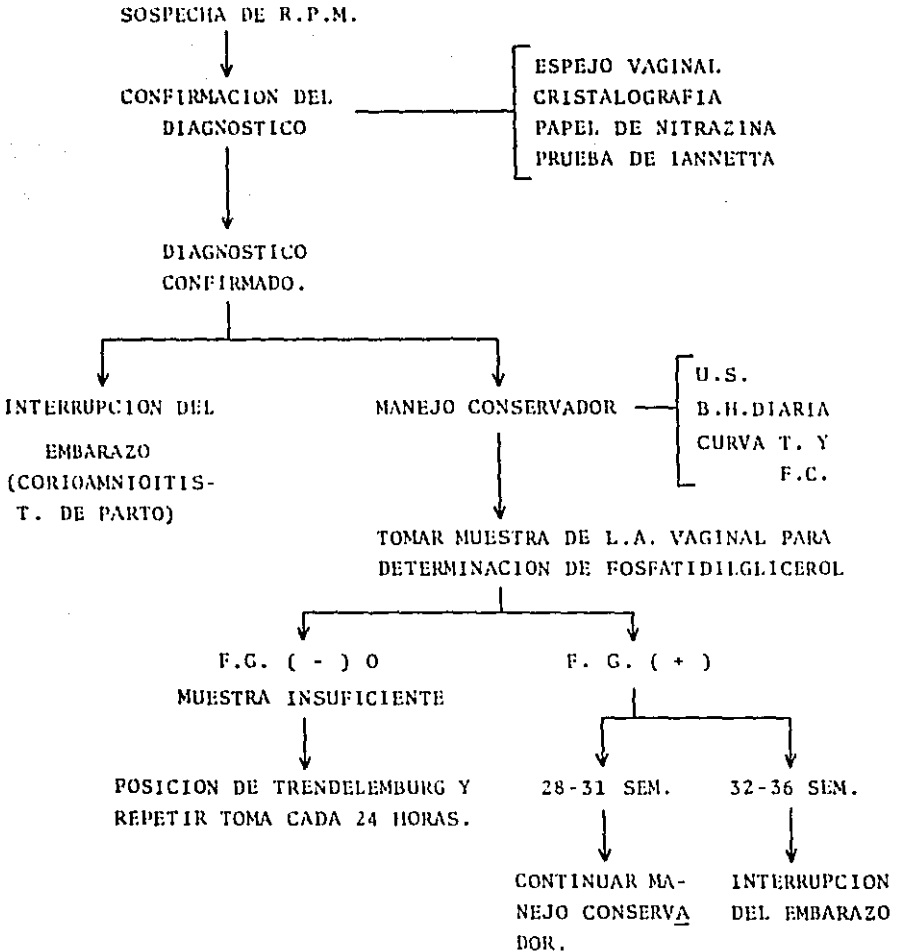 SOSPECHA DE R.P.M.
CONFIRMACION DEL
DIAGNOSTICO
ESPEJO VAGINAL
CRISTALOGRAFIA
PAPEL DE NITRAZINA
PRUEBA DE IANNETTA
DIAGNOSTICO
CONFIRMADO.
INTERRUPCION DEL
EMBARAZO
(CORIOAMNIOITIS-
T. DE PARTO)
MANEJO CONSERVADOR
U.S.
B.H.DIARIA
CURVA T. Y
F.C.
TOMAR MUESTRA DE L.A. VAGINAL PARA
DETERMINACION DE FOSFATIDILGLICEROL
F.G. ( - ) O
MUESTRA INSUFICIENTE
F. G. ( + )
POSICION DE TRENDELEMBURG Y
REPETIR TOMA CADA 24 HORAS.
28-31 SEM.
32-36 SEM.
CONTINUAR MA-
NEJO CONSERVA
DOR.
INTERRUPCION
DEL EMBARAZO